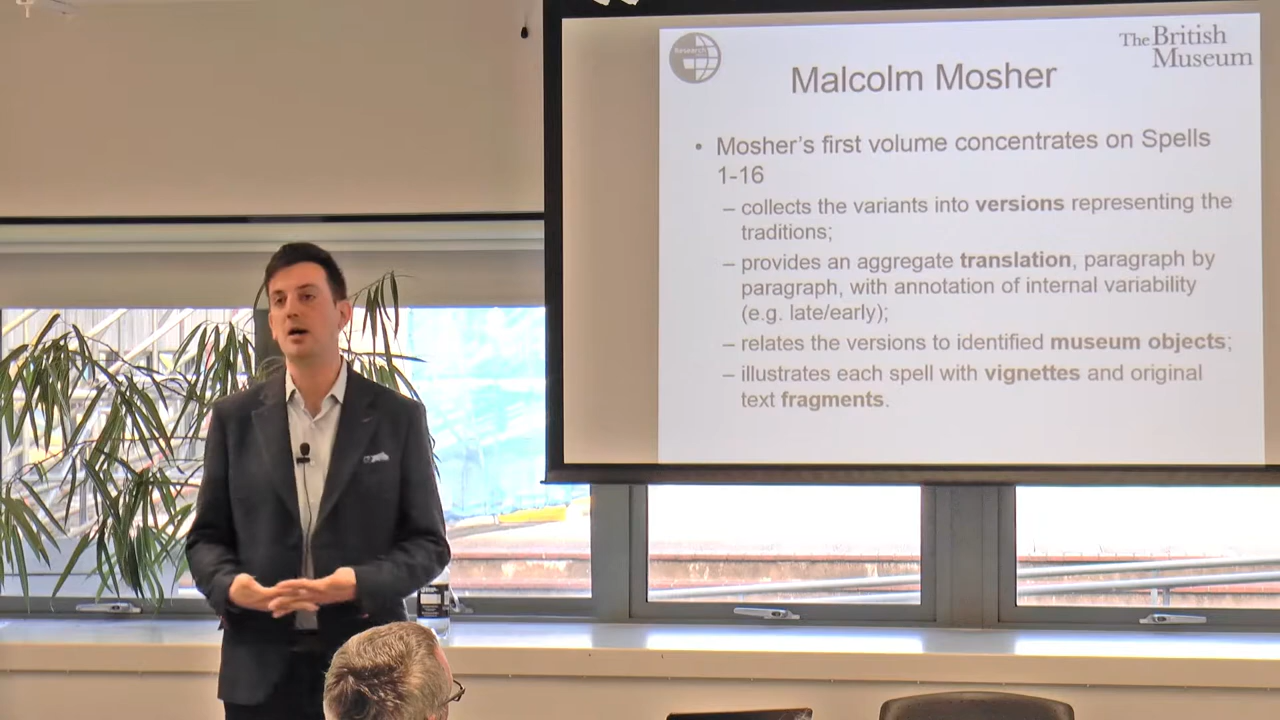 Research
The British
Museum
Malcolm Mosher
• Mosher's first volume concentrates on Spells
1-16
– collects the variants into versions representing the
traditions;
– provides an aggregate translation, paragraph by
paragraph, with annotation of internal variability
(e.g. late/early);
– relates the versions to identified museum objects;
– illustrates each spell with vignettes and original
text fragments.